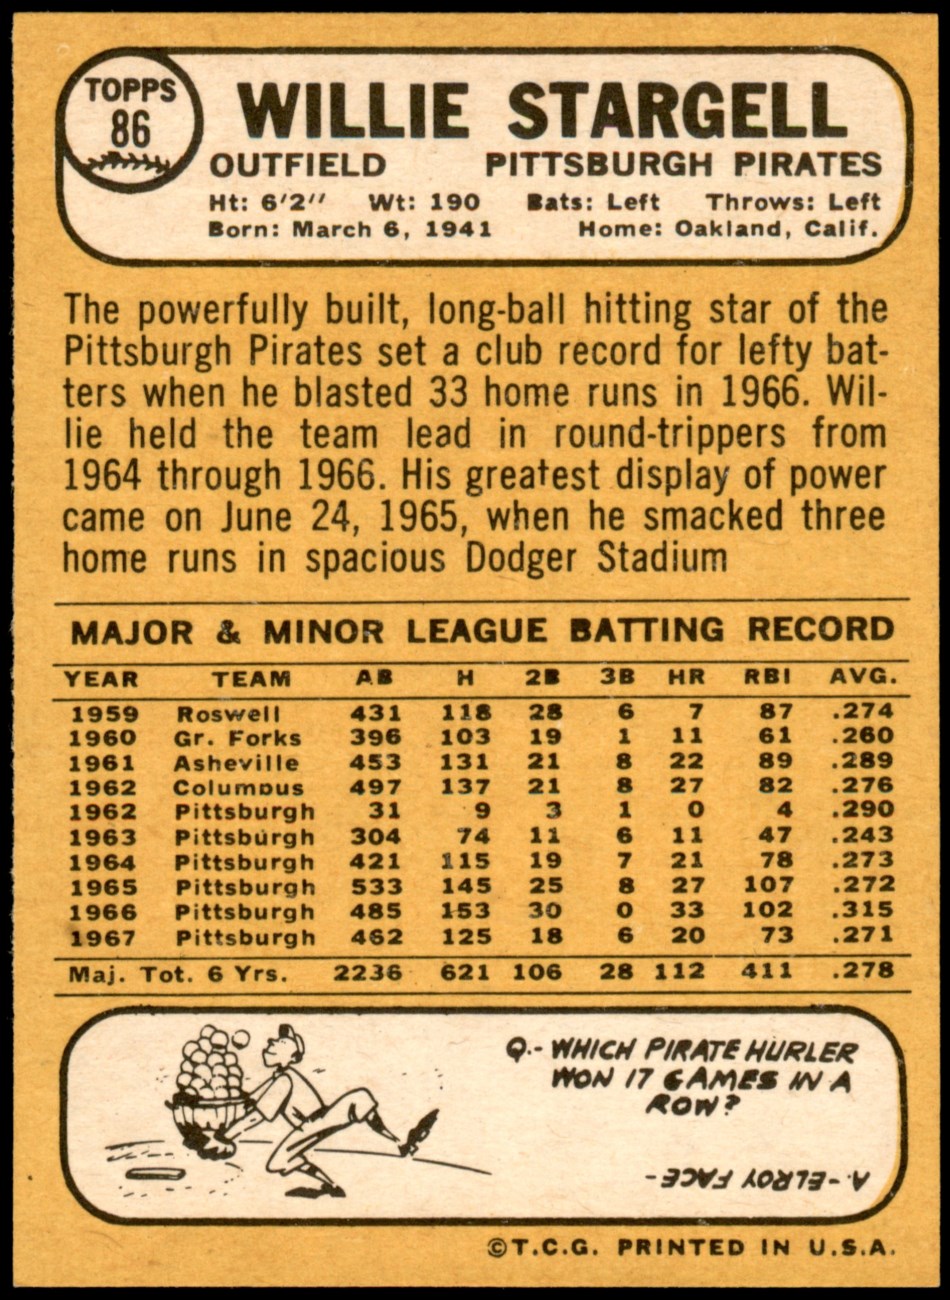 TOPPS
86
WILLIE STARGELL
OUTFIELD PITTSBURGH PIRATES
Ht: 6'2" Wt: 190 Bats: Left Throws: Left
Born: March 6, 1941 Home: Oakland, Calif.
The powerfully built, long-ball hitting star of the
Pittsburgh Pirates set a club record for lefty bat-
ters when he blasted 33 home runs in 1966. Wil-
lie held the team lead in round-trippers from
1964 through 1966. His greatest display of power
came on June 24, 1965, when he smacked three
home runs in spacious Dodger Stadium
MAJOR & MINOR LEAGUE BATTING RECORD
YEAR TEAM AB H 2B 3B HR RBI AVG.
1959 Roswell 431 118 28 6 7 87 .274
1960 Gr. Forks 396 103 19 1 11 61 .260
1961 Asheville 453 131 21 8 22 89 .289
1962 Columbus 497 137 21 8 27 82 .276
1962 Pittsburgh 31 9 3 1 0 4 .290
1963 Pittsburgh 304 74 11 6 11 47 .243
1964 Pittsburgh 421 115 19 7 21 78 .273
1965 Pittsburgh 533 145 25 8 27 107 .272
1966 Pittsburgh 485 153 30 0 33 102 .315
1967 Pittsburgh 462 125 18 6 20 73 .271
Maj. Tot. 6 Yrs. 2236 621 106 28 112 411 .278
Q.- WHICH PIRATE HURLER
WON 17 GAMES IN A
ROW?
A-ELROY FACE-
©T.C.G. PRINTED IN U.S.A.